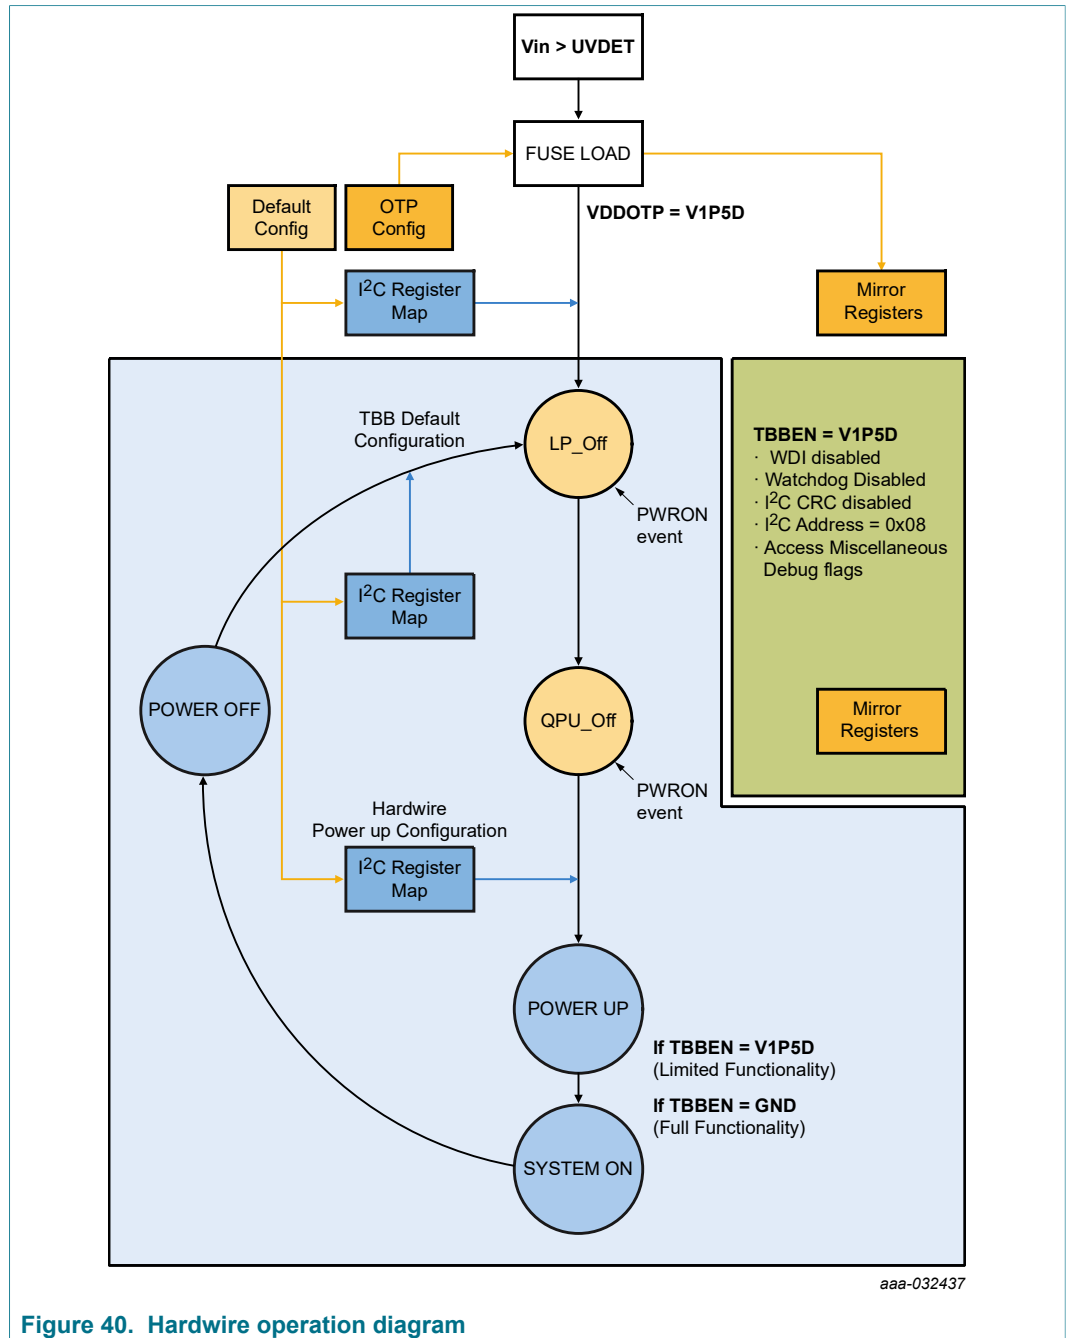 Vin > UVDET
FUSE LOAD
VDDOTP = V1P5D
Default
Config
OTP
Config
I²C Register
Map
Mirror
Registers
TBB Default
Configuration
LP_Off
PWRON
event
TBBEN = V1P5D
· WDI disabled
· Watchdog Disabled
· I²C CRC disabled
· I²C Address = 0x08
· Access Miscellaneous
Debug flags
I²C Register
Map
POWER OFF
QPU_Off
Mirror
Registers
PWRON
event
Hardwire
Power up Configuration
I²C Register
Map
POWER UP
If TBBEN = V1P5D
(Limited Functionality)
If TBBEN = GND
(Full Functionality)
SYSTEM ON
aaa-032437
Figure 40. Hardwire operation diagram